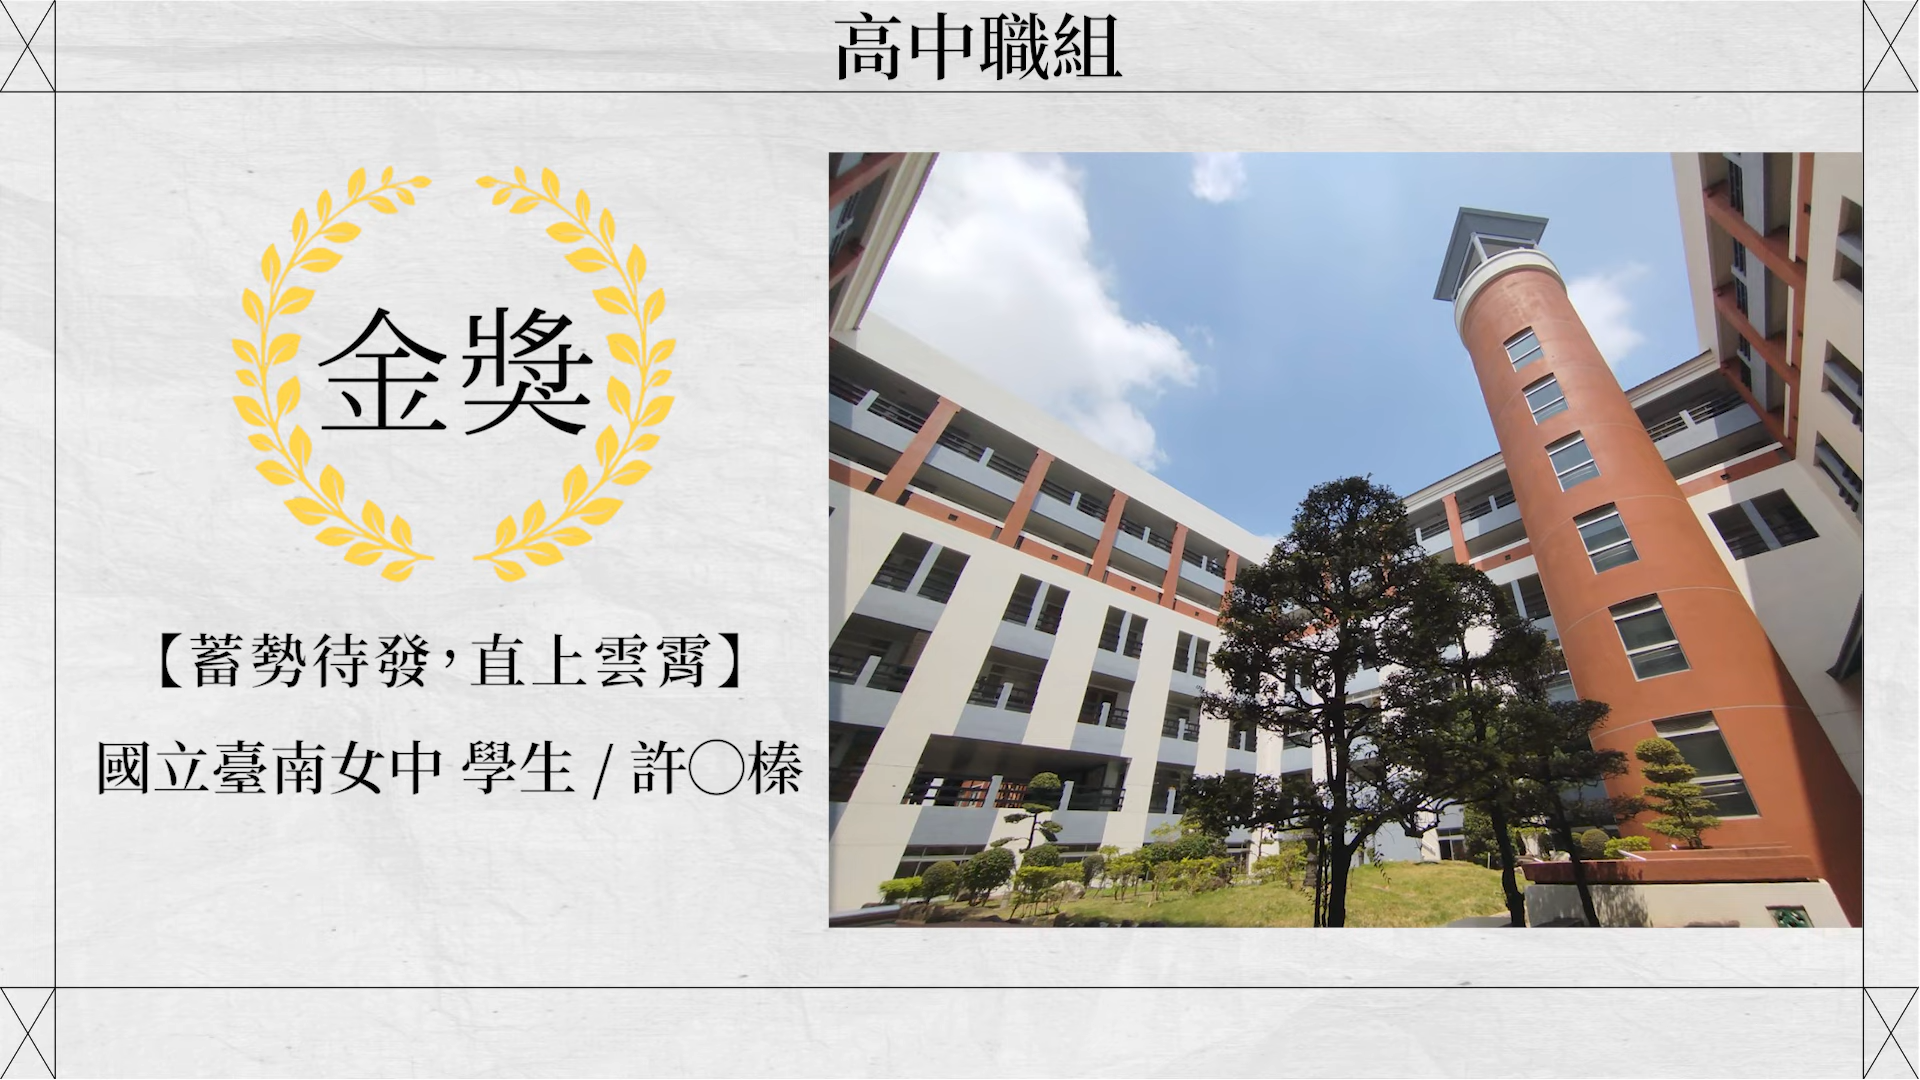 高中職組
金獎
【蓄勢待發，直上雲霄】
國立臺南女中 學生 / 許◯榛